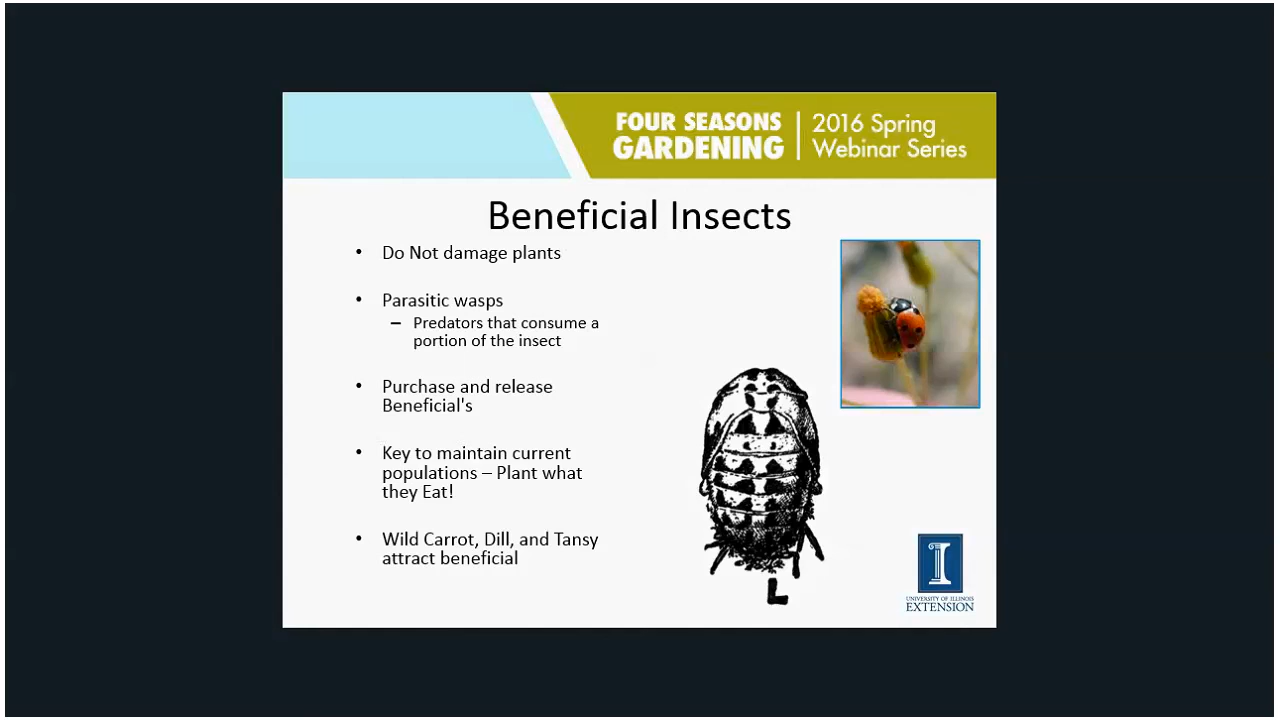 FOUR SEASONS
GARDENING
2016 Spring
Webinar Series
Beneficial Insects
• Do Not damage plants
• Parasitic wasps
– Predators that consume a
portion of the insect
• Purchase and release
Beneficial's
• Key to maintain current
populations – Plant what
they Eat!
• Wild Carrot, Dill, and Tansy
attract beneficial
L
I
UNIVERSITY OF ILLINOIS
EXTENSION